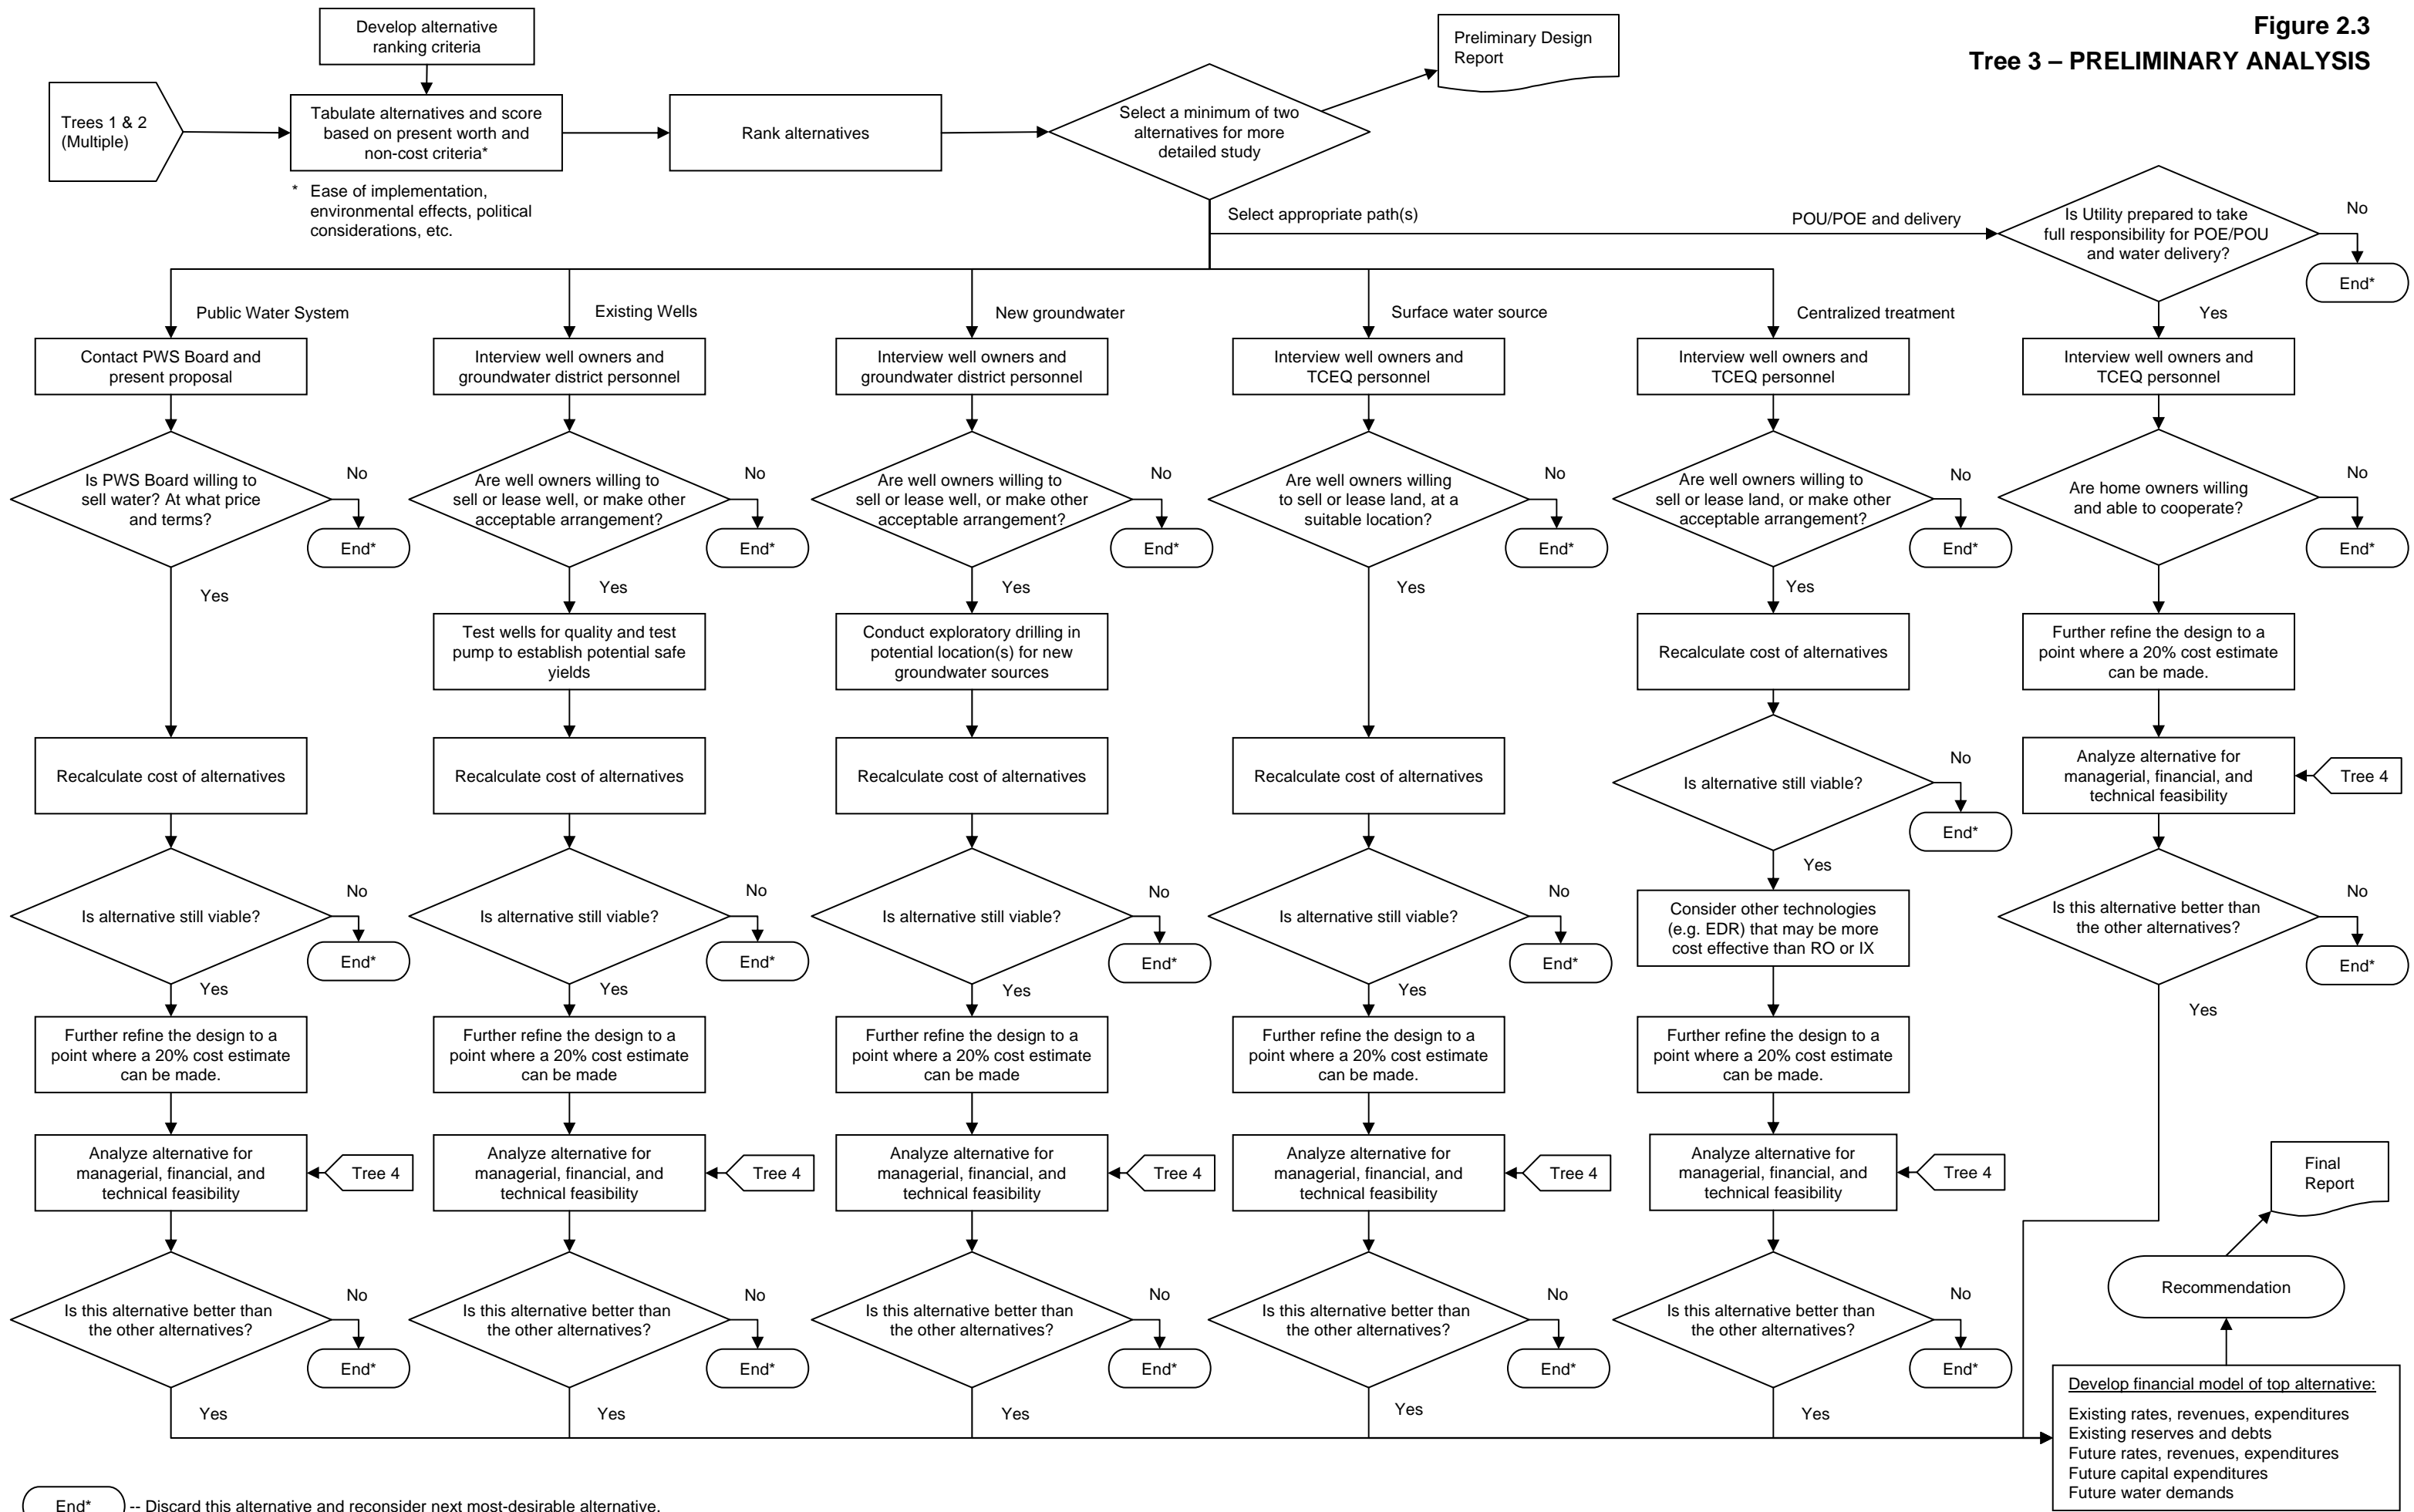 Figure 2.3
Tree 3 – PRELIMINARY ANALYSIS
Develop alternative
ranking criteria
Preliminary Design
Report
Trees 1 & 2
(Multiple)
Tabulate alternatives and score
based on present worth and
non-cost criteria*
Rank alternatives
Select a minimum of two
alternatives for more
detailed study
* Ease of implementation,
environmental effects, political
considerations, etc.
Select appropriate path(s)
POU/POE and delivery
Is Utility prepared to take
full responsibility for POE/POU
and water delivery?
No
End*
Yes
Public Water System
Contact PWS Board and
present proposal
Is PWS Board willing to
sell water? At what price
and terms?
No
End*
Yes
Recalculate cost of alternatives
Is alternative still viable?
No
End*
Yes
Further refine the design to a
point where a 20% cost estimate
can be made.
Analyze alternative for
managerial, financial, and
technical feasibility
Tree 4
Is this alternative better than
the other alternatives?
No
End*
Yes
Existing Wells
Interview well owners and
groundwater district personnel
Are well owners willing to
sell or lease well, or make other
acceptable arrangement?
No
End*
Yes
Test wells for quality and test
pump to establish potential safe
yields
Recalculate cost of alternatives
Is alternative still viable?
No
End*
Yes
Further refine the design to a
point where a 20% cost estimate
can be made
Analyze alternative for
managerial, financial, and
technical feasibility
Tree 4
Is this alternative better than
the other alternatives?
No
End*
Yes
New groundwater
Interview well owners and
groundwater district personnel
Are well owners willing to
sell or lease well, or make other
acceptable arrangement?
No
End*
Yes
Conduct exploratory drilling in
potential location(s) for new
groundwater sources
Recalculate cost of alternatives
Is alternative still viable?
No
End*
Yes
Further refine the design to a
point where a 20% cost estimate
can be made
Analyze alternative for
managerial, financial, and
technical feasibility
Tree 4
Is this alternative better than
the other alternatives?
No
End*
Yes
Surface water source
Interview well owners and
TCEQ personnel
Are well owners willing
to sell or lease land, at a
suitable location?
No
End*
Yes
Recalculate cost of alternatives
Is alternative still viable?
No
End*
Yes
Further refine the design to a
point where a 20% cost estimate
can be made.
Analyze alternative for
managerial, financial, and
technical feasibility
Tree 4
Is this alternative better than
the other alternatives?
No
End*
Yes
Centralized treatment
Interview well owners and
TCEQ personnel
Are well owners willing to
sell or lease land, or make other
acceptable arrangement?
No
End*
Yes
Recalculate cost of alternatives
Is alternative still viable?
No
End*
Yes
Consider other technologies
(e.g. EDR) that may be more
cost effective than RO or IX
Further refine the design to a
point where a 20% cost estimate
can be made.
Analyze alternative for
managerial, financial, and
technical feasibility
Tree 4
Is this alternative better than
the other alternatives?
No
End*
Yes
Interview well owners and
TCEQ personnel
Are home owners willing
and able to cooperate?
No
End*
Further refine the design to a
point where a 20% cost estimate
can be made.
Analyze alternative for
managerial, financial, and
technical feasibility
Tree 4
Is this alternative better than
the other alternatives?
No
End*
Yes
Final
Report
Recommendation
Develop financial model of top alternative:
Existing rates, revenues, expenditures
Existing reserves and debts
Future rates, revenues, expenditures
Future capital expenditures
Future water demands
End* -- Discard this alternative and reconsider next most-desirable alternative.